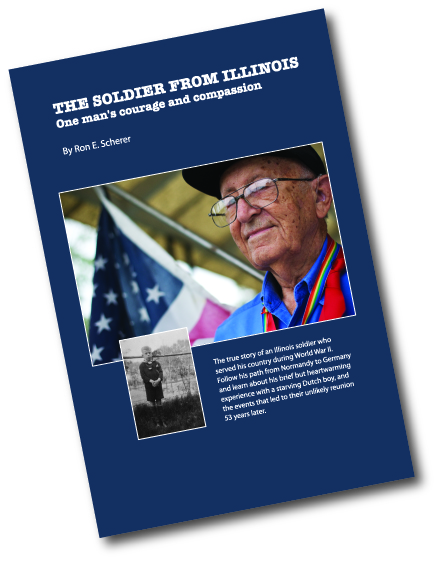 THE SOLDIER FROM ILLINOIS
One man's courage and compassion
By Ron E. Scherer
The true story of an Illinois soldier who
served his country during World War II.
Follow his path from Normandy to Germany
and learn about his brief but heartwarming
experience with a starving Dutch boy, and
the events that led to their unlikely reunion
53 years later.